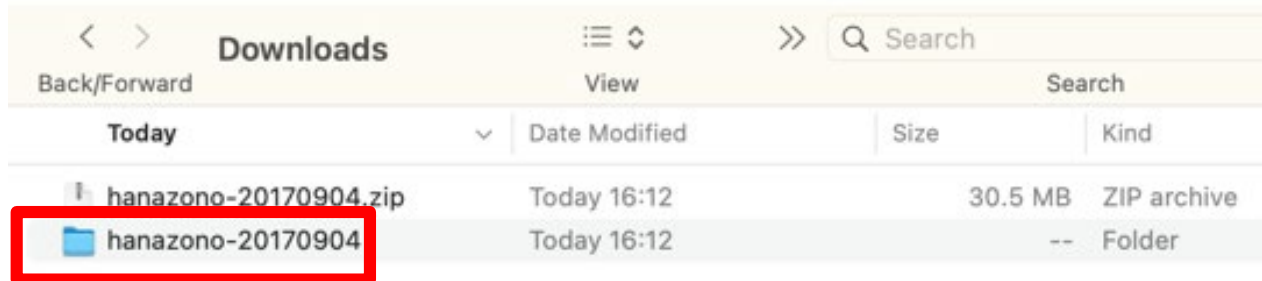 Downloads
Search
Back/Forward View Search
Today Date Modified Size Kind
hanazono-20170904.zip Today 16:12 30.5 MB ZIP archive
hanazono-20170904 Today 16:12 -- Folder